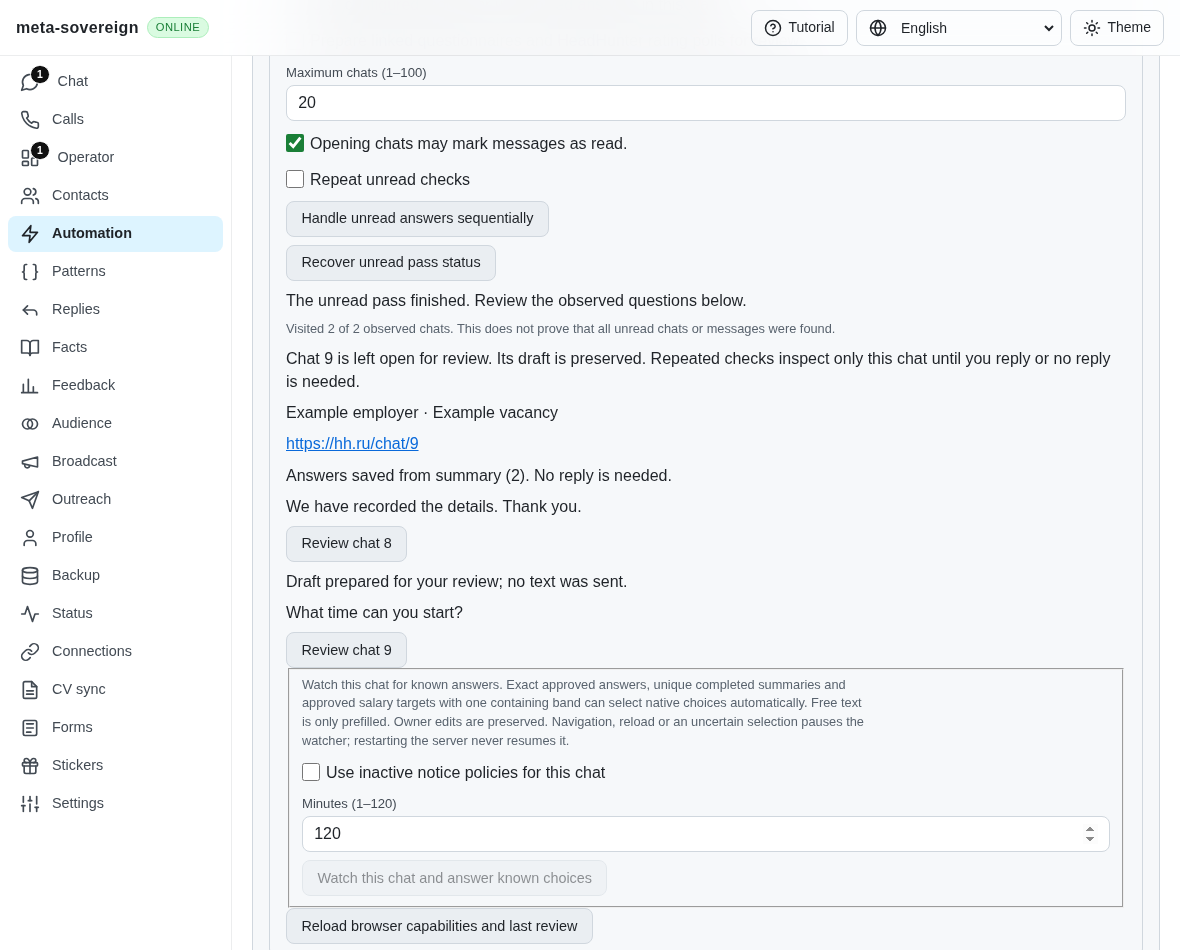 meta-sovereign ONLINE Tutorial English Theme
1 Chat
Calls
1 Operator
Contacts
Automation
Patterns
Replies
Facts
Feedback
Audience
Broadcast
Outreach
Profile
Backup
Status
Connections
CV sync
Forms
Stickers
Settings
Maximum chats (1–100)
20
Opening chats may mark messages as read.
Repeat unread checks
Handle unread answers sequentially
Recover unread pass status
The unread pass finished. Review the observed questions below.
Visited 2 of 2 observed chats. This does not prove that all unread chats or messages were found.
Chat 9 is left open for review. Its draft is preserved. Repeated checks inspect only this chat until you reply or no reply
is needed.
Example employer · Example vacancy
https://hh.ru/chat/9
Answers saved from summary (2). No reply is needed.
We have recorded the details. Thank you.
Review chat 8
Draft prepared for your review; no text was sent.
What time can you start?
Review chat 9
Watch this chat for known answers. Exact approved answers, unique completed summaries and
approved salary targets with one containing band can select native choices automatically. Free text
is only prefilled. Owner edits are preserved. Navigation, reload or an uncertain selection pauses the
watcher; restarting the server never resumes it.
Use inactive notice policies for this chat
Minutes (1–120)
120
Watch this chat and answer known choices
Reload browser capabilities and last review